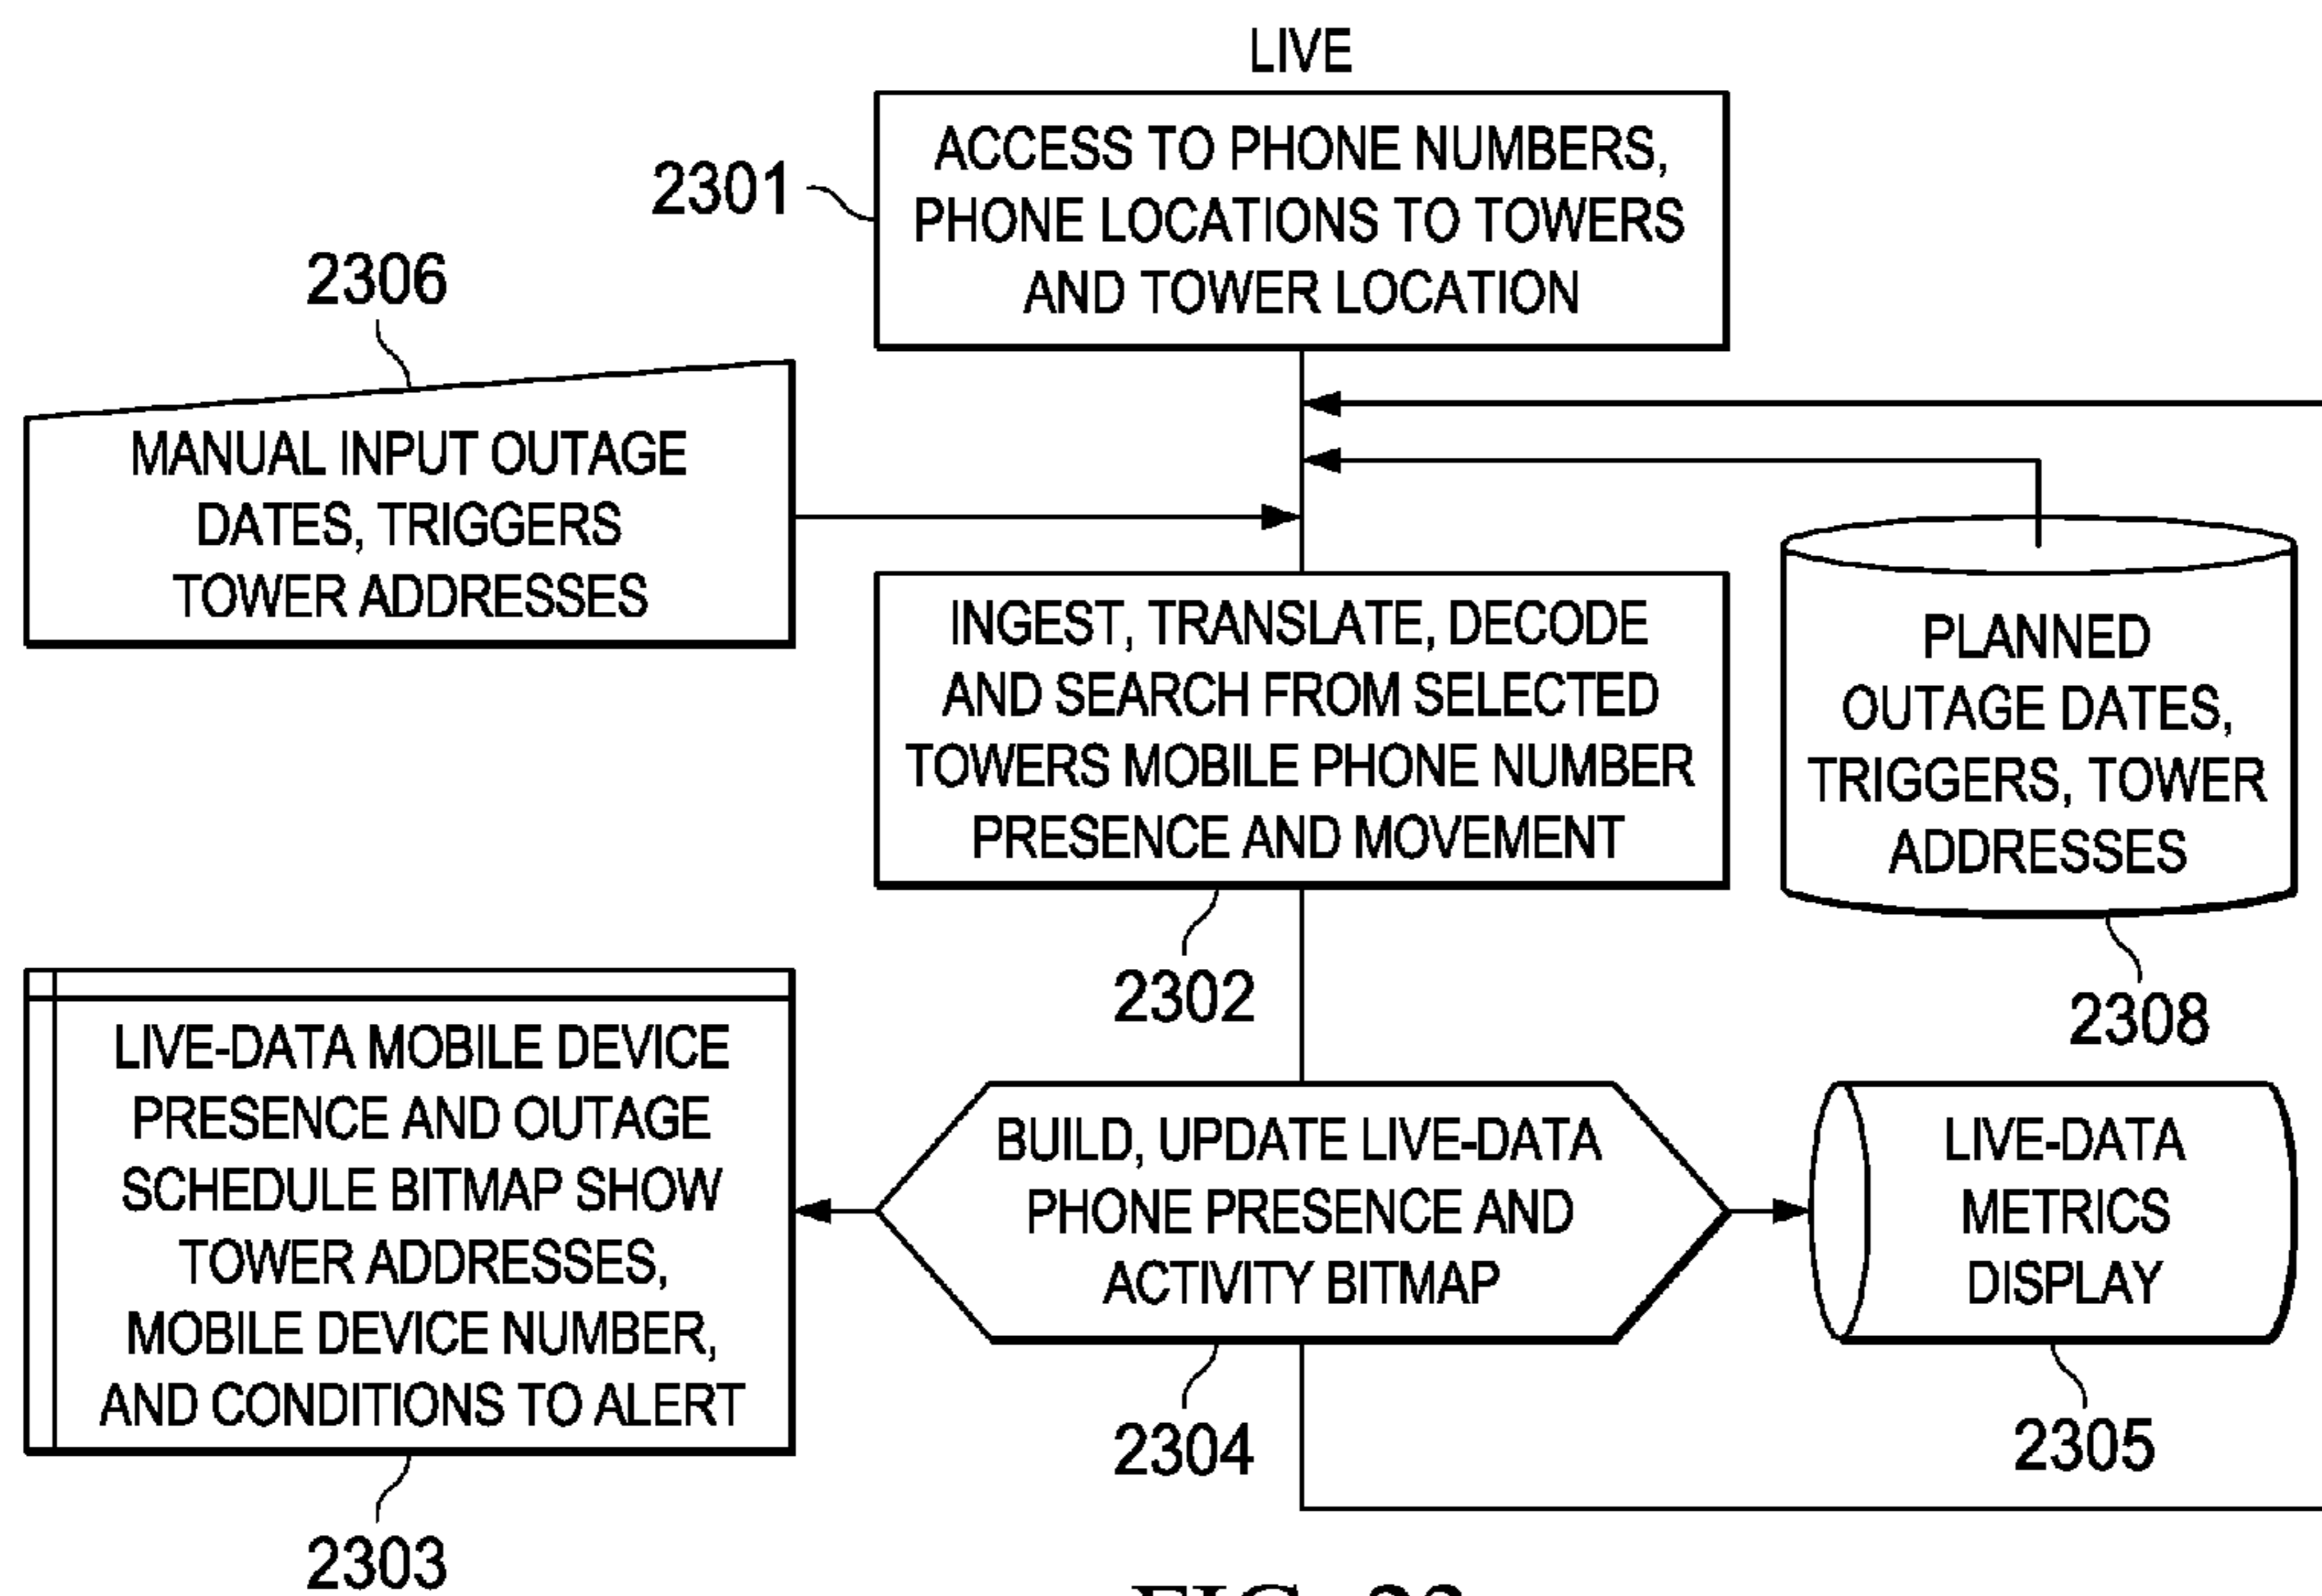 LIVE
ACCESS TO PHONE NUMBERS,
PHONE LOCATIONS TO TOWERS
AND TOWER LOCATION
2301
2306
MANUAL INPUT OUTAGE
DATES, TRIGGERS
TOWER ADDRESSES
INGEST, TRANSLATE, DECODE
AND SEARCH FROM SELECTED
TOWERS MOBILE PHONE NUMBER
PRESENCE AND MOVEMENT
2302
PLANNED
OUTAGE DATES,
TRIGGERS, TOWER
ADDRESSES
2308
LIVE-DATA MOBILE DEVICE
PRESENCE AND OUTAGE
SCHEDULE BITMAP SHOW
TOWER ADDRESSES,
MOBILE DEVICE NUMBER,
AND CONDITIONS TO ALERT
2303
BUILD, UPDATE LIVE-DATA
PHONE PRESENCE AND
ACTIVITY BITMAP
2304
LIVE-DATA
METRICS
DISPLAY
2305